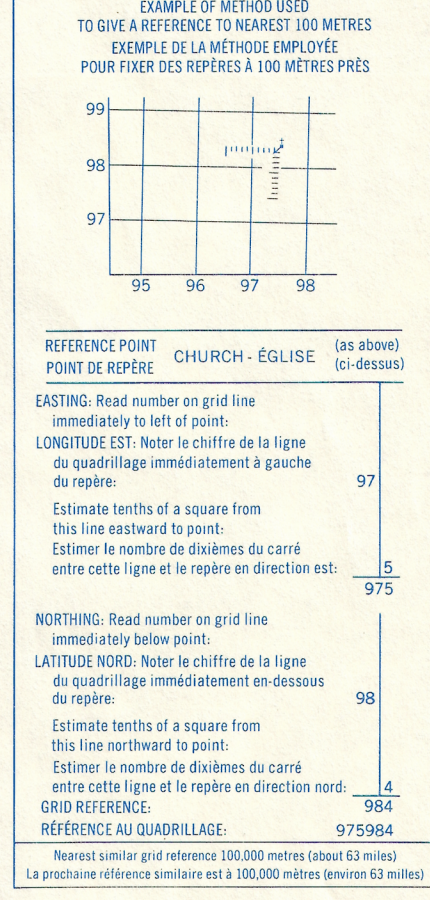 EXAMPLE OF METHOD USED
TO GIVE A REFERENCE TO NEAREST 100 METRES
EXEMPLE DE LA MÉTHODE EMPLOYÉE
POUR FIXER DES REPÈRES À 100 MÈTRES PRÈS
99
98
97
95 96 97 98
REFERENCE POINT
POINT DE REPÈRE
CHURCH - ÉGLISE
(as above)
(ci-dessus)
EASTING: Read number on grid line
immediately to left of point:
LONGITUDE EST: Noter le chiffre de la ligne
du quadrillage immédiatement à gauche
du repère: 97
Estimate tenths of a square from
this line eastward to point:
Estimer le nombre de dixièmes du carré
entre cette ligne et le repère en direction est: 5
975
NORTHING: Read number on grid line
immediately below point:
LATITUDE NORD: Noter le chiffre de la ligne
du quadrillage immédiatement en-dessous
du repère: 98
Estimate tenths of a square from
this line northward to point:
Estimer le nombre de dixièmes du carré
entre cette ligne et le repère en direction nord: 4
GRID REFERENCE: 984
RÉFÉRENCE AU QUADRILLAGE: 975984
Nearest similar grid reference 100,000 metres (about 63 miles)
La prochaine référence similaire est à 100,000 mètres (environ 63 milles)